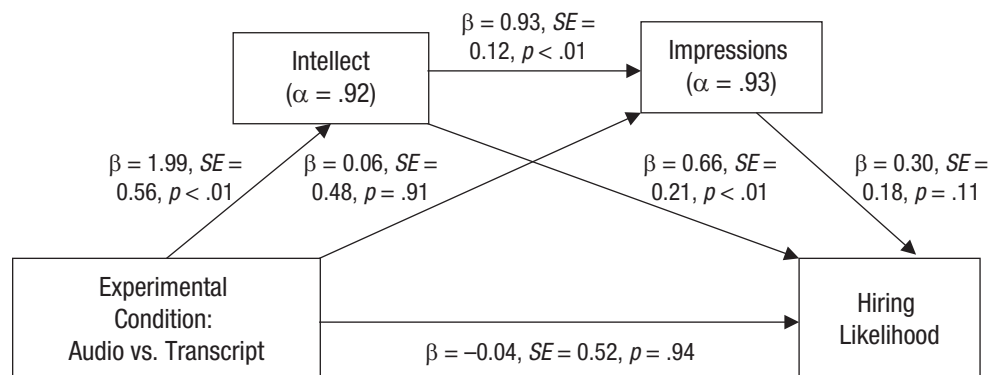 β = 0.93, SE =
0.12, p < .01
Intellect
(α = .92)
Impressions
(α = .93)
β = 1.99, SE =
0.56, p < .01
β = 0.06, SE =
0.48, p = .91
β = 0.66, SE =
0.21, p < .01
β = 0.30, SE =
0.18, p = .11
Experimental
Condition:
Audio vs. Transcript
Hiring
Likelihood
β = –0.04, SE = 0.52, p = .94